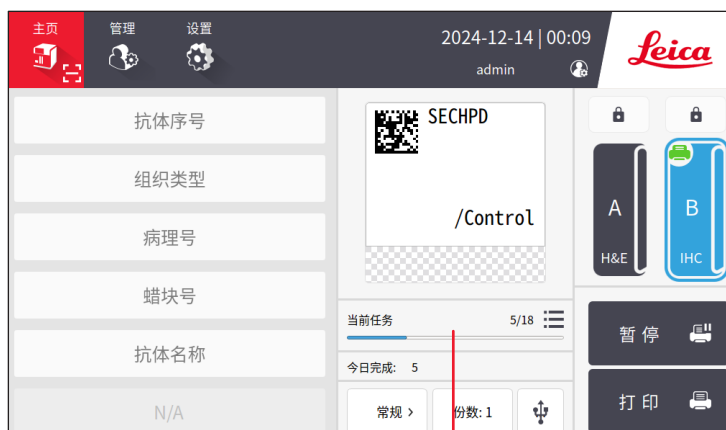 主页 管理 设置
2024-12-14 | 00:09
admin
Leica
抗体序号
组织类型
病理号
蜡块号
抗体名称
N/A
SECHPD
/Control
当前任务 5/18
今日完成: 5
常规 > 份数: 1
A
H&E
B
IHC
暂停
打印